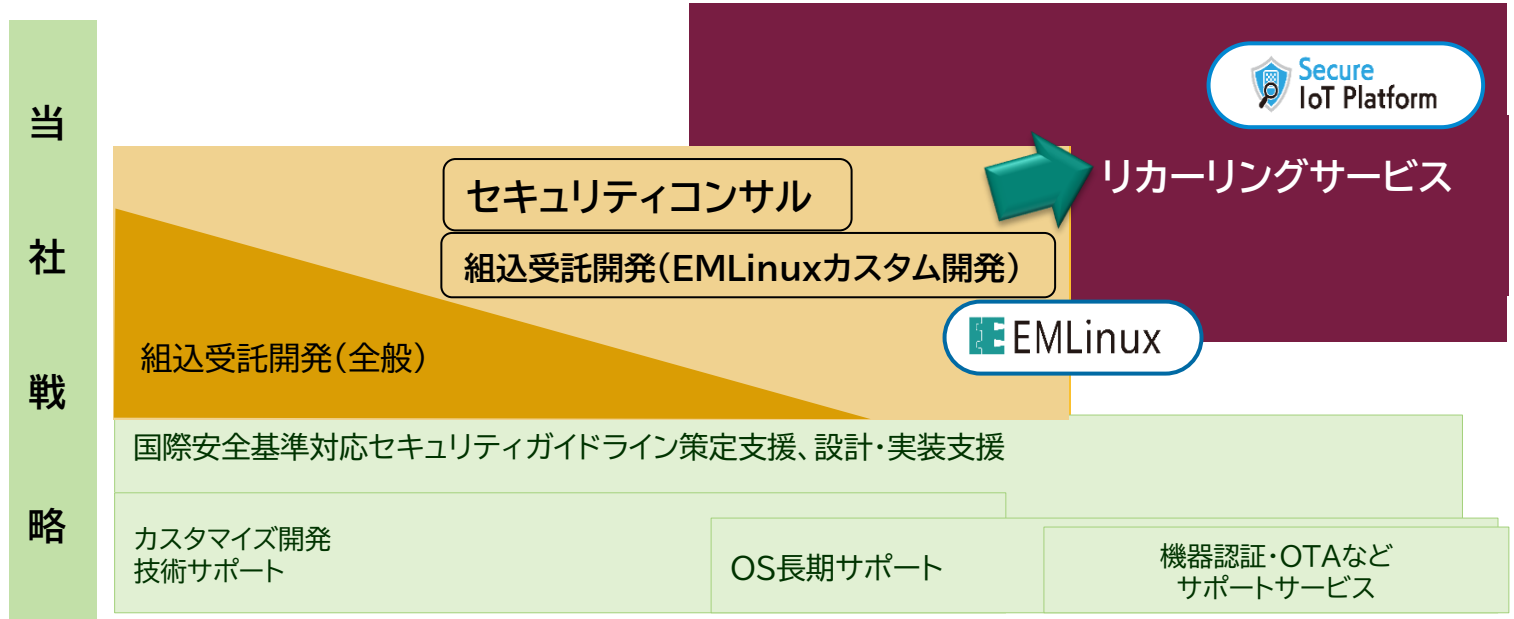 当社戦略
Secure
IoT Platform
リカーリングサービス
セキュリティコンサル
組込受託開発(EMLinuxカスタム開発)
EMLinux
組込受託開発(全般)
国際安全基準対応セキュリティガイドライン策定支援、設計・実装支援
カスタマイズ開発
技術サポート
OS長期サポート
機器認証・OTAなど
サポートサービス